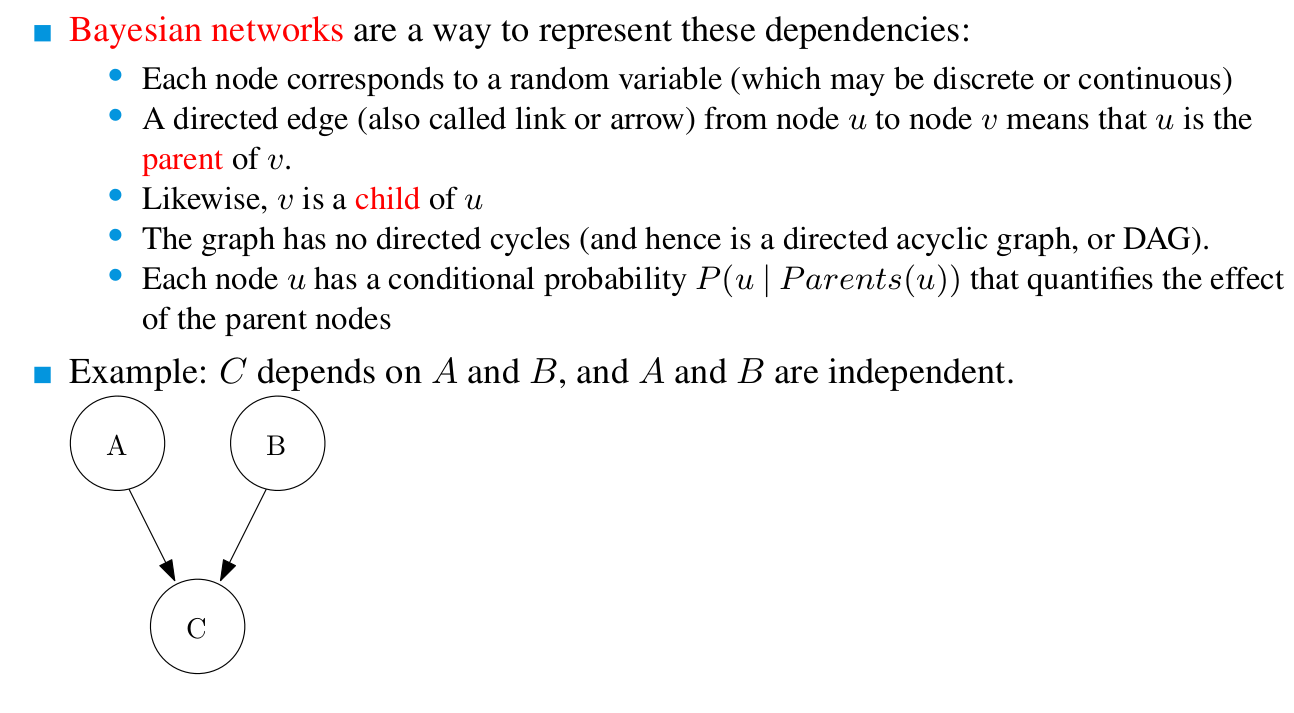 Bayesian networks are a way to represent these dependencies:
Each node corresponds to a random variable (which may be discrete or continuous)
A directed edge (also called link or arrow) from node u to node v means that u is the
parent of v.
Likewise, v is a child of u
The graph has no directed cycles (and hence is a directed acyclic graph, or DAG).
Each node u has a conditional probability P(u | Parents(u)) that quantifies the effect
of the parent nodes
Example: C depends on A and B, and A and B are independent.
A B
C